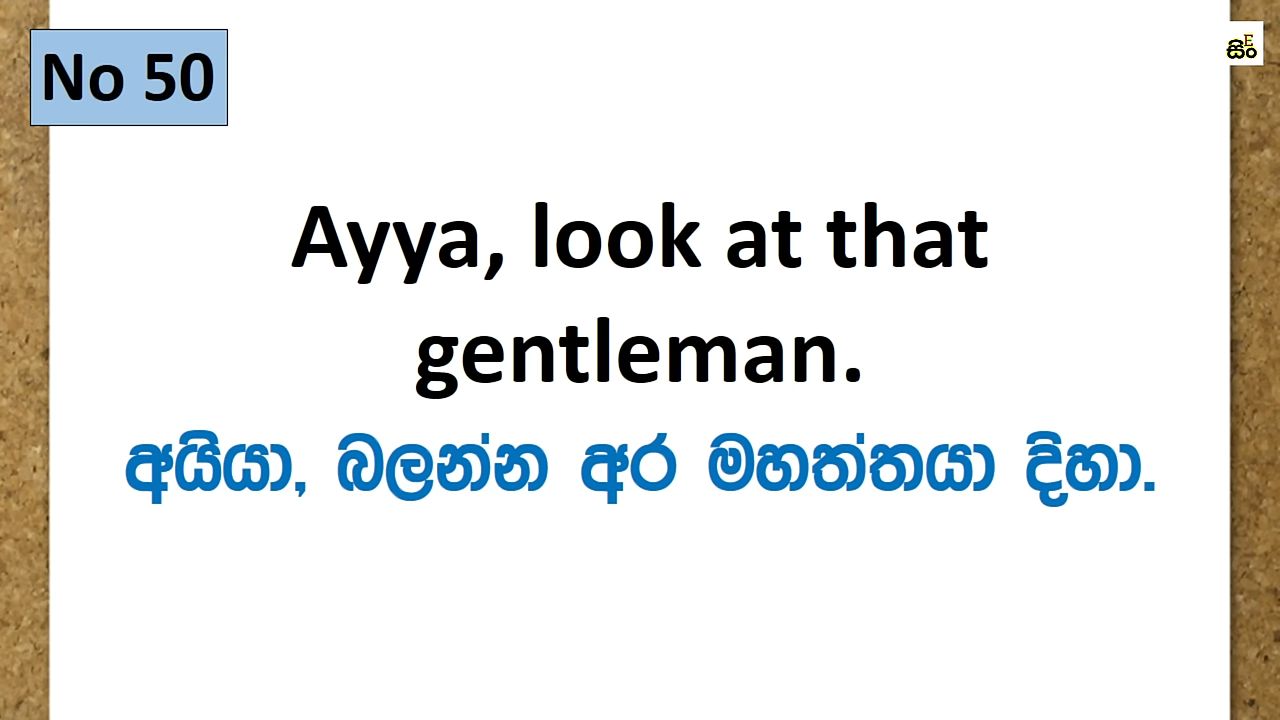 No 50
සිං
E
Ayya, look at that
gentleman.
අයියා, බලන්න අර මහත්තයා දිහා.